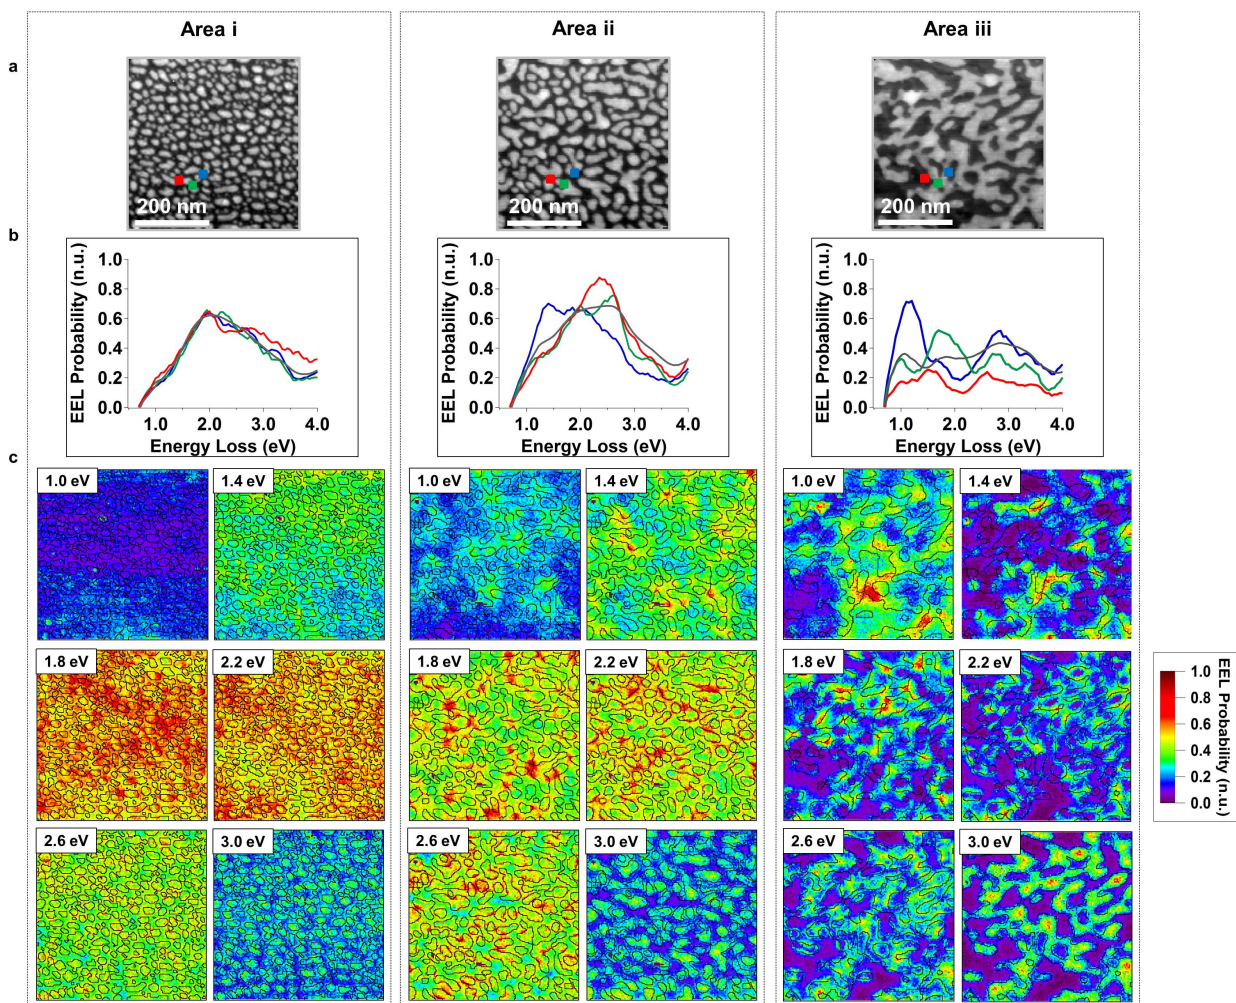 Area i
Area ii
Area iii
a
200 nm
200 nm
200 nm
b
EEL Probability (n.u.)
1.0
0.8
0.6
0.4
0.2
0.0
1.0 2.0 3.0 4.0
Energy Loss (eV)
EEL Probability (n.u.)
1.0
0.8
0.6
0.4
0.2
0.0
1.0 2.0 3.0 4.0
Energy Loss (eV)
EEL Probability (n.u.)
1.0
0.8
0.6
0.4
0.2
0.0
1.0 2.0 3.0 4.0
Energy Loss (eV)
c
1.0 eV
1.4 eV
1.0 eV
1.4 eV
1.0 eV
1.4 eV
1.8 eV
2.2 eV
1.8 eV
2.2 eV
1.8 eV
2.2 eV
2.6 eV
3.0 eV
2.6 eV
3.0 eV
2.6 eV
3.0 eV
1.0
0.8
0.6
0.4
0.2
0.0
EEL Probability (n.u.)